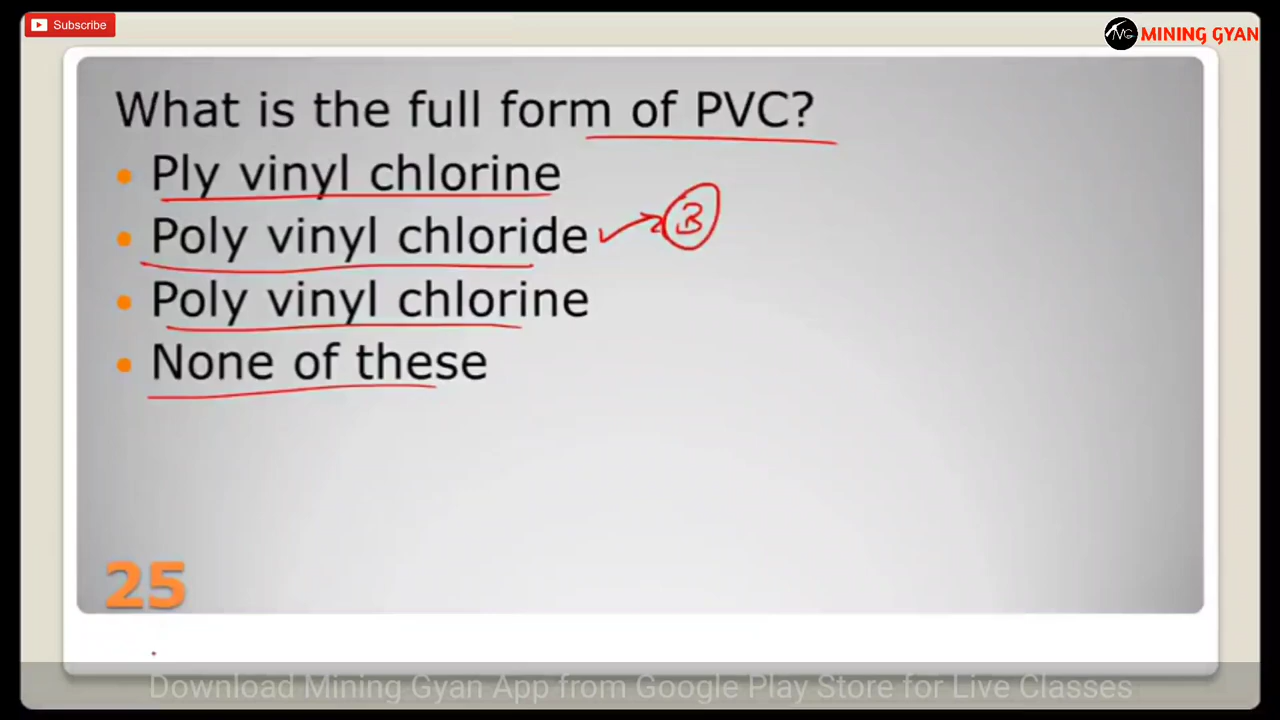 Subscribe
MINING GYAN
What is the full form of PVC?
Ply vinyl chlorine
Poly vinyl chloride B
Poly vinyl chlorine
None of these
25
Download Mining Gyan App from Google Play Store for Live Classes